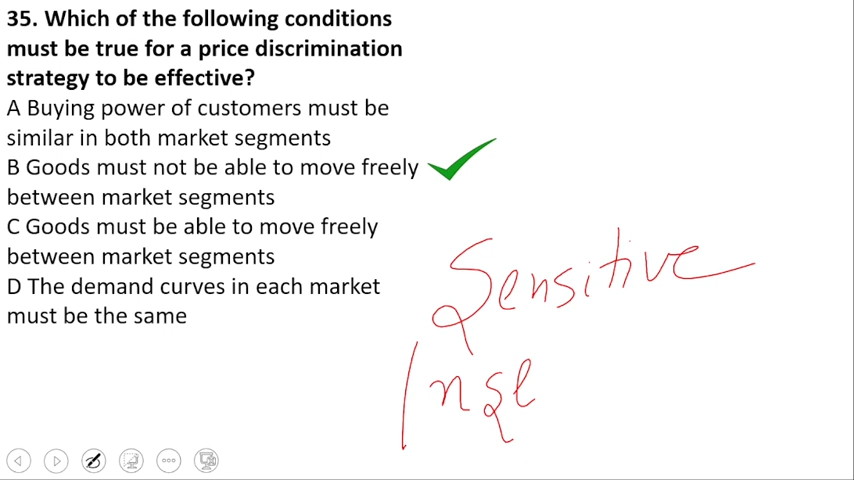 35. Which of the following conditions
must be true for a price discrimination
strategy to be effective?
A Buying power of customers must be
similar in both market segments
B Goods must not be able to move freely
between market segments
C Goods must be able to move freely
between market segments
D The demand curves in each market
must be the same
Sensitive